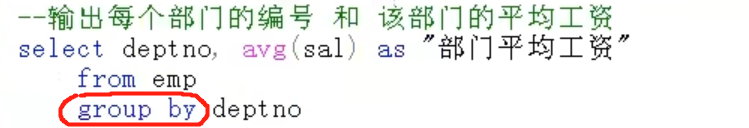 --输出每个部门的编号 和 该部门的平均工资
select deptno, avg(sal) as "部门平均工资"
from emp
group by deptno